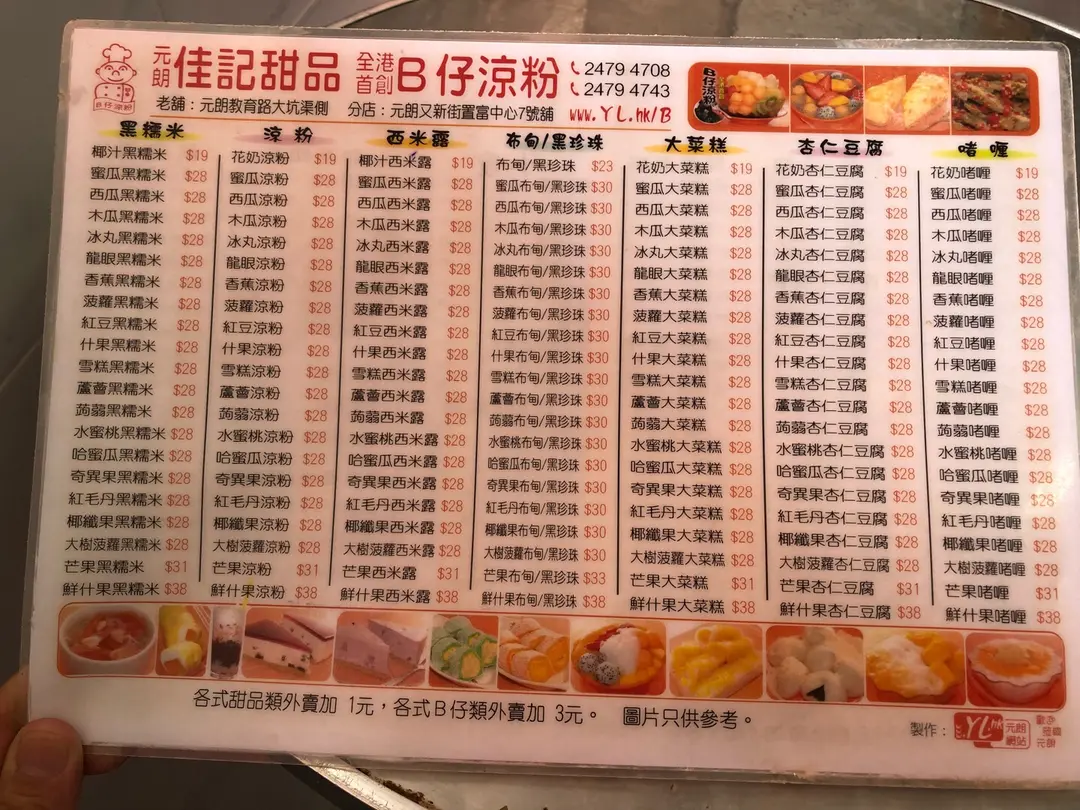 元朗佳記甜品 全港首創B仔涼粉 2479 4708
2479 4743
老舖：元朗教育路大坑渠側 分店：元朗又新街置富中心7號舖 www.YL.hk/B
B仔涼粉
B仔涼粉
黑糯米
椰汁黑糯米 $19
蜜瓜黑糯米 $28
西瓜黑糯米 $28
木瓜黑糯米 $28
冰丸黑糯米 $28
龍眼黑糯米 $28
香蕉黑糯米 $28
菠蘿黑糯米 $28
紅豆黑糯米 $28
什果黑糯米 $28
雪糕黑糯米 $28
蘆薈黑糯米 $28
蒟蒻黑糯米 $28
水蜜桃黑糯米 $28
哈蜜瓜黑糯米 $28
奇異果黑糯米 $28
紅毛丹黑糯米 $28
椰纖果黑糯米 $28
大樹菠蘿黑糯米 $28
芒果黑糯米 $31
鮮什果黑糯米 $38
涼粉
花奶涼粉 $19
蜜瓜涼粉 $28
西瓜涼粉 $28
木瓜涼粉 $28
冰丸涼粉 $28
龍眼涼粉 $28
香蕉涼粉 $28
菠蘿涼粉 $28
紅豆涼粉 $28
什果涼粉 $28
雪糕涼粉 $28
蘆薈涼粉 $28
蒟蒻涼粉 $28
水蜜桃涼粉 $28
哈蜜瓜涼粉 $28
奇異果涼粉 $28
紅毛丹涼粉 $28
椰纖果涼粉 $28
大樹菠蘿涼粉 $28
芒果涼粉 $31
鮮什果涼粉 $38
西米露
椰汁西米露 $19
蜜瓜西米露 $28
西瓜西米露 $28
木瓜西米露 $28
冰丸西米露 $28
龍眼西米露 $28
香蕉西米露 $28
菠蘿西米露 $28
紅豆西米露 $28
什果西米露 $28
雪糕西米露 $28
蘆薈西米露 $28
蒟蒻西米露 $28
水蜜桃西米露 $28
哈蜜瓜西米露 $28
奇異果西米露 $28
紅毛丹西米露 $28
椰纖果西米露 $28
大樹菠蘿西米露 $28
芒果西米露 $31
鮮什果西米露 $38
布甸/黑珍珠
布甸/黑珍珠 $23
蜜瓜布甸/黑珍珠 $30
西瓜布甸/黑珍珠 $30
木瓜布甸/黑珍珠 $30
冰丸布甸/黑珍珠 $30
龍眼布甸/黑珍珠 $30
香蕉布甸/黑珍珠 $30
菠蘿布甸/黑珍珠 $30
紅豆布甸/黑珍珠 $30
什果布甸/黑珍珠 $30
雪糕布甸/黑珍珠 $30
蘆薈布甸/黑珍珠 $30
蒟蒻布甸/黑珍珠 $30
水蜜桃布甸/黑珍珠 $30
哈蜜瓜布甸/黑珍珠 $30
奇異果布甸/黑珍珠 $30
紅毛丹布甸/黑珍珠 $30
椰纖果布甸/黑珍珠 $30
大樹菠蘿布甸/黑珍珠 $30
芒果布甸/黑珍珠 $33
鮮什果布甸/黑珍珠 $38
大菜糕
花奶大菜糕 $19
蜜瓜大菜糕 $28
西瓜大菜糕 $28
木瓜大菜糕 $28
冰丸大菜糕 $28
龍眼大菜糕 $28
香蕉大菜糕 $28
菠蘿大菜糕 $28
紅豆大菜糕 $28
什果大菜糕 $28
雪糕大菜糕 $28
蘆薈大菜糕 $28
蒟蒻大菜糕 $28
水蜜桃大菜糕 $28
哈蜜瓜大菜糕 $28
奇異果大菜糕 $28
紅毛丹大菜糕 $28
椰纖果大菜糕 $28
大樹菠蘿大菜糕 $28
芒果大菜糕 $31
鮮什果大菜糕 $38
杏仁豆腐
花奶杏仁豆腐 $19
蜜瓜杏仁豆腐 $28
西瓜杏仁豆腐 $28
木瓜杏仁豆腐 $28
冰丸杏仁豆腐 $28
龍眼杏仁豆腐 $28
香蕉杏仁豆腐 $28
菠蘿杏仁豆腐 $28
紅豆杏仁豆腐 $28
什果杏仁豆腐 $28
雪糕杏仁豆腐 $28
蘆薈杏仁豆腐 $28
蒟蒻杏仁豆腐 $28
水蜜桃杏仁豆腐 $28
哈蜜瓜杏仁豆腐 $28
奇異果杏仁豆腐 $28
紅毛丹杏仁豆腐 $28
椰纖果杏仁豆腐 $28
大樹菠蘿杏仁豆腐 $28
芒果杏仁豆腐 $31
鮮什果杏仁豆腐 $38
啫喱
花奶啫喱 $19
蜜瓜啫喱 $28
西瓜啫喱 $28
木瓜啫喱 $28
冰丸啫喱 $28
龍眼啫喱 $28
香蕉啫喱 $28
菠蘿啫喱 $28
紅豆啫喱 $28
什果啫喱 $28
雪糕啫喱 $28
蘆薈啫喱 $28
蒟蒻啫喱 $28
水蜜桃啫喱 $28
哈蜜瓜啫喱 $28
奇異果啫喱 $28
紅毛丹啫喱 $28
椰纖果啫喱 $28
大樹菠蘿啫喱 $28
芒果啫喱 $31
鮮什果啫喱 $38
各式甜品類外賣加 1元，各式B仔類外賣加 3元。 圖片只供參考。
製作： YL.hk 元朗網站